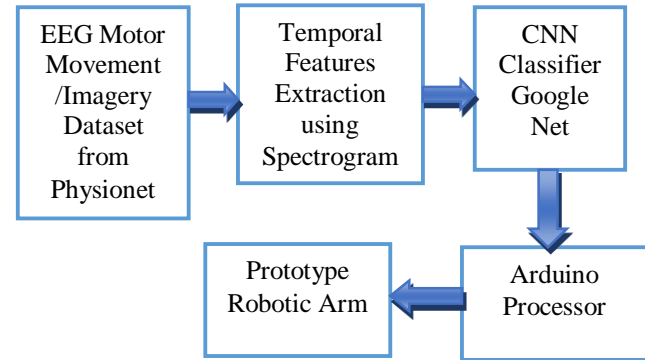 EEG Motor
Movement
/Imagery
Dataset
from
Physionet
Temporal
Features
Extraction
using
Spectrogram
CNN
Classifier
Google
Net
Arduino
Processor
Prototype
Robotic Arm